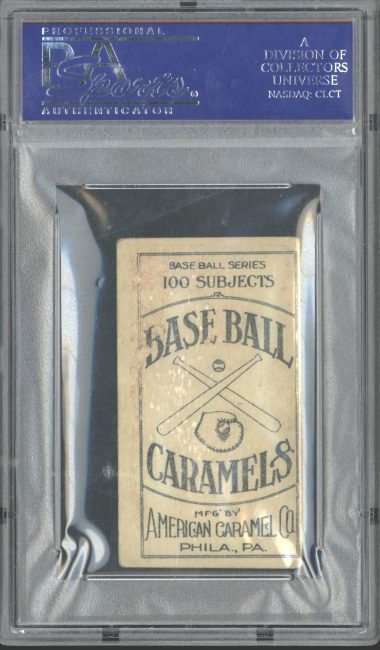 PROFESSIONAL
PSA
Sports
AUTHENTICATOR
A
DIVISION OF
COLLECTORS
UNIVERSE
NASDAQ: CLCT
BASE BALL SERIES
100 SUBJECTS
BASE BALL
CARAMELS
MFG BY
AMERICAN CARAMEL CO.
PHILA., PA.